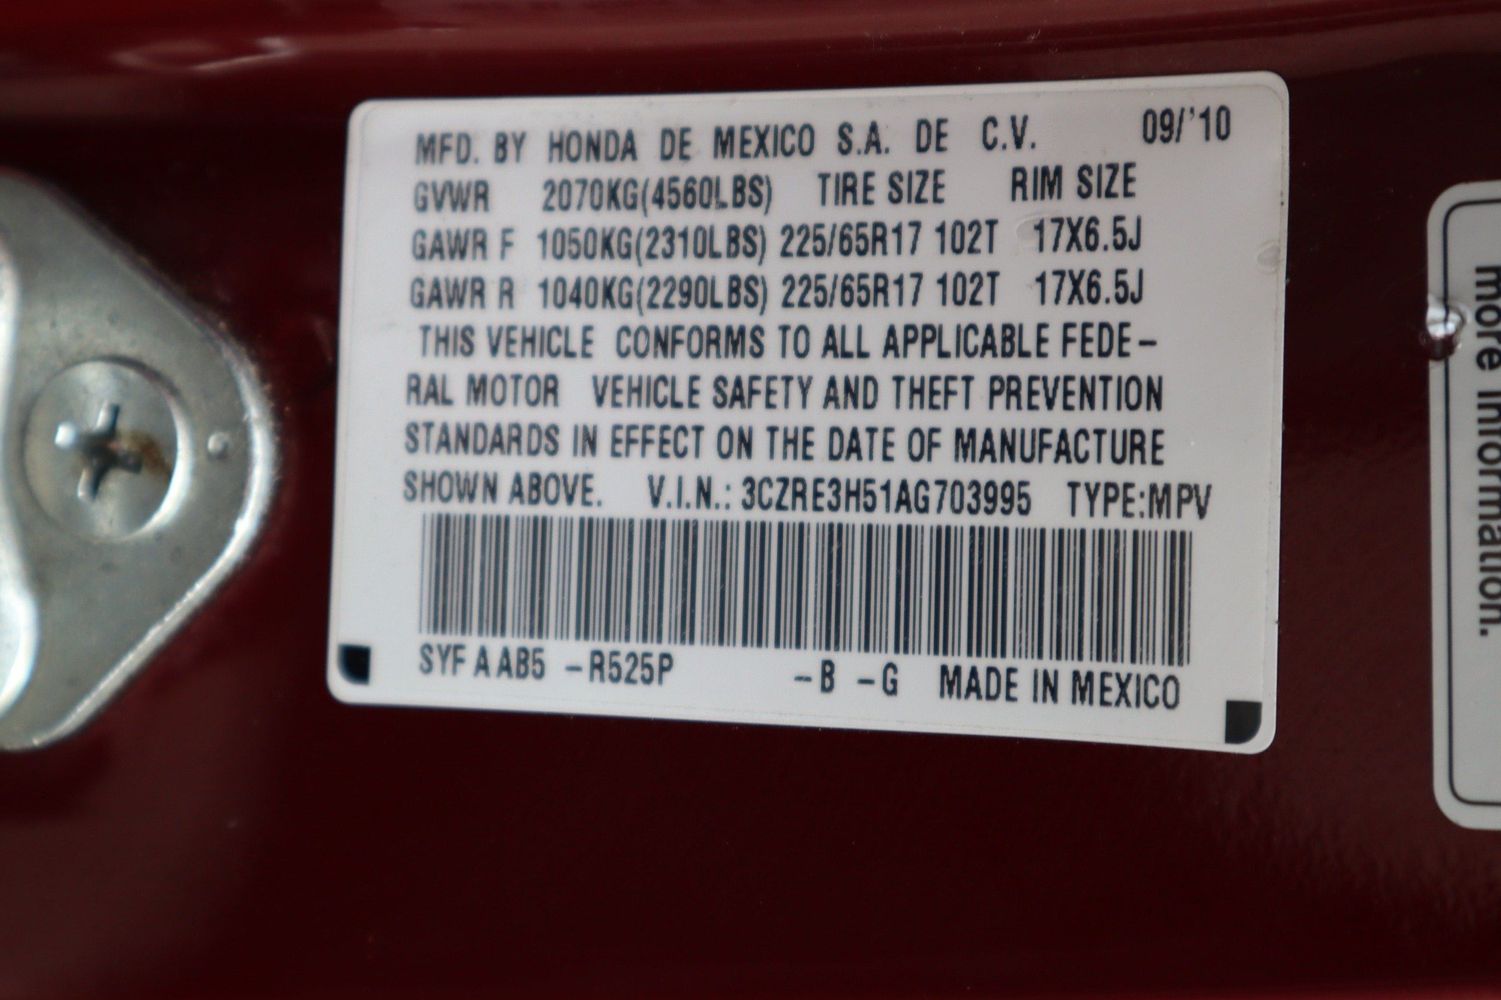 MFD. BY HONDA DE MEXICO S.A. DE C.V. 09/'10
GVWR 2070KG(4560LBS) TIRE SIZE RIM SIZE
GAWR F 1050KG(2310LBS) 225/65R17 102T 17X6.5J
GAWR R 1040KG(2290LBS) 225/65R17 102T 17X6.5J
THIS VEHICLE CONFORMS TO ALL APPLICABLE FEDE-
RAL MOTOR VEHICLE SAFETY AND THEFT PREVENTION
STANDARDS IN EFFECT ON THE DATE OF MANUFACTURE
SHOWN ABOVE. V.I.N.: 3CZRE3H51AG703995 TYPE:MPV
SYF AAB5 -R525P -B -G MADE IN MEXICO
more information.